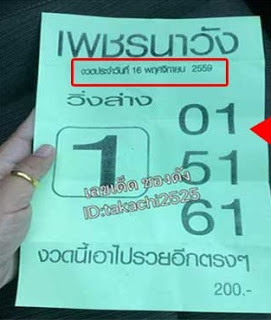 เพชรนาวัง
งวดประจำวันที่ 16 พฤศจิกายน 2559
วิ่งล่าง
01
1
51
61
เลขเด็ด ซองดัง
ID:takachi2525
งวดนี้เอาไปรวยอีกตรงๆ
200.-